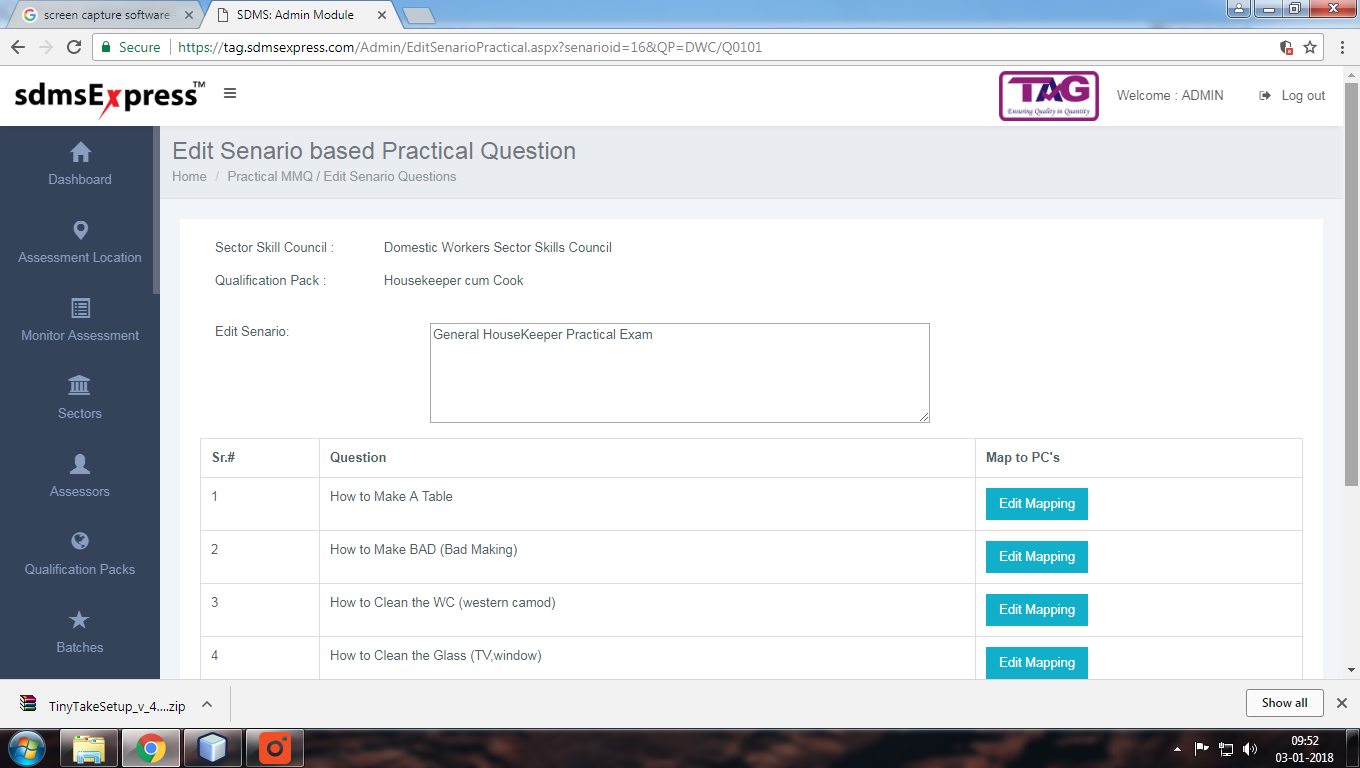 screen capture software
SDMS: Admin Module
Secure
https://tag.sdmsexpress.com/Admin/EditSenarioPractical.aspx?senarioid=16&QP=DWC/Q0101
sdmsExpress™
TAG
Ensuring Quality in Quantity
Welcome : ADMIN
Log out
Dashboard
Assessment Location
Monitor Assessment
Sectors
Assessors
Qualification Packs
Batches
Edit Senario based Practical Question
Home / Practical MMQ / Edit Senario Questions
Sector Skill Council : Domestic Workers Sector Skills Council
Qualification Pack : Housekeeper cum Cook
Edit Senario: General HouseKeeper Practical Exam
Sr.# Question Map to PC's
1 How to Make A Table Edit Mapping
2 How to Make BAD (Bad Making) Edit Mapping
3 How to Clean the WC (western camod) Edit Mapping
4 How to Clean the Glass (TV,window) Edit Mapping
TinyTakeSetup_v_4....zip
Show all
09:52
03-01-2018